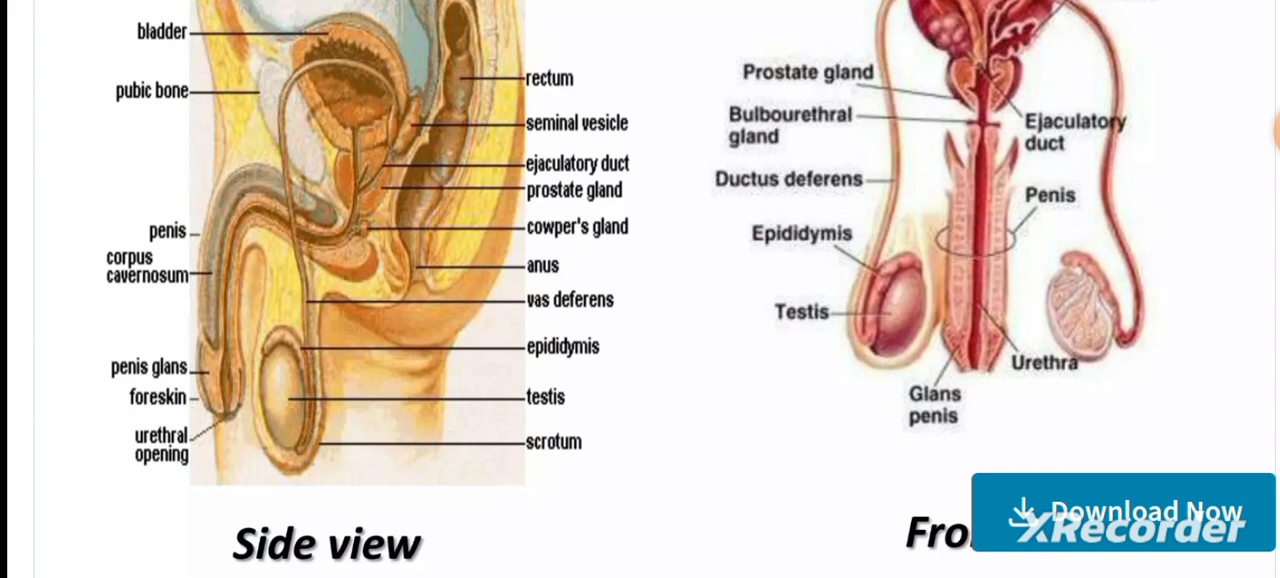 bladder
pubic bone
penis
corpus
cavernosum
penis glans
foreskin
urethral
opening
rectum
seminal vesicle
ejaculatory duct
prostate gland
cowper's gland
anus
vas deferens
epididymis
testis
scrotum
Side view
Prostate gland
Bulbourethral
gland
Ductus deferens
Epididymis
Testis
Ejaculatory
duct
Penis
Urethra
Glans
penis
Download Now
XRecorder